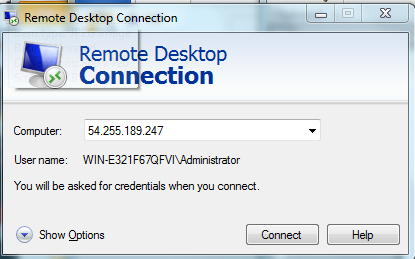 Remote Desktop Connection
Remote Desktop
Connection
Computer: 54.255.189.247
User name: WIN-E321F67QFVI\Administrator
You will be asked for credentials when you connect.
Show Options Connect Help